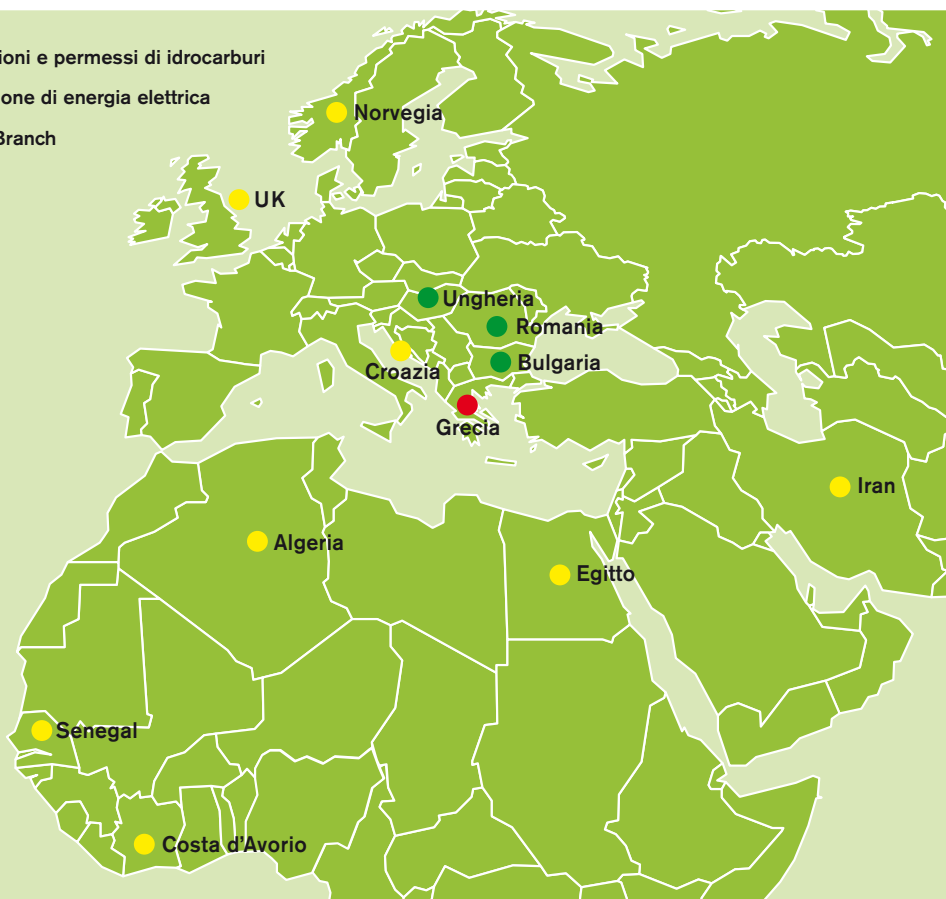 ioni e permessi di idrocarburi
ione di energia elettrica
Branch
Norvegia
UK
Ungheria
Romania
Bulgaria
Croazia
Grecia
Iran
Algeria
Egitto
Senegal
Costa d'Avorio